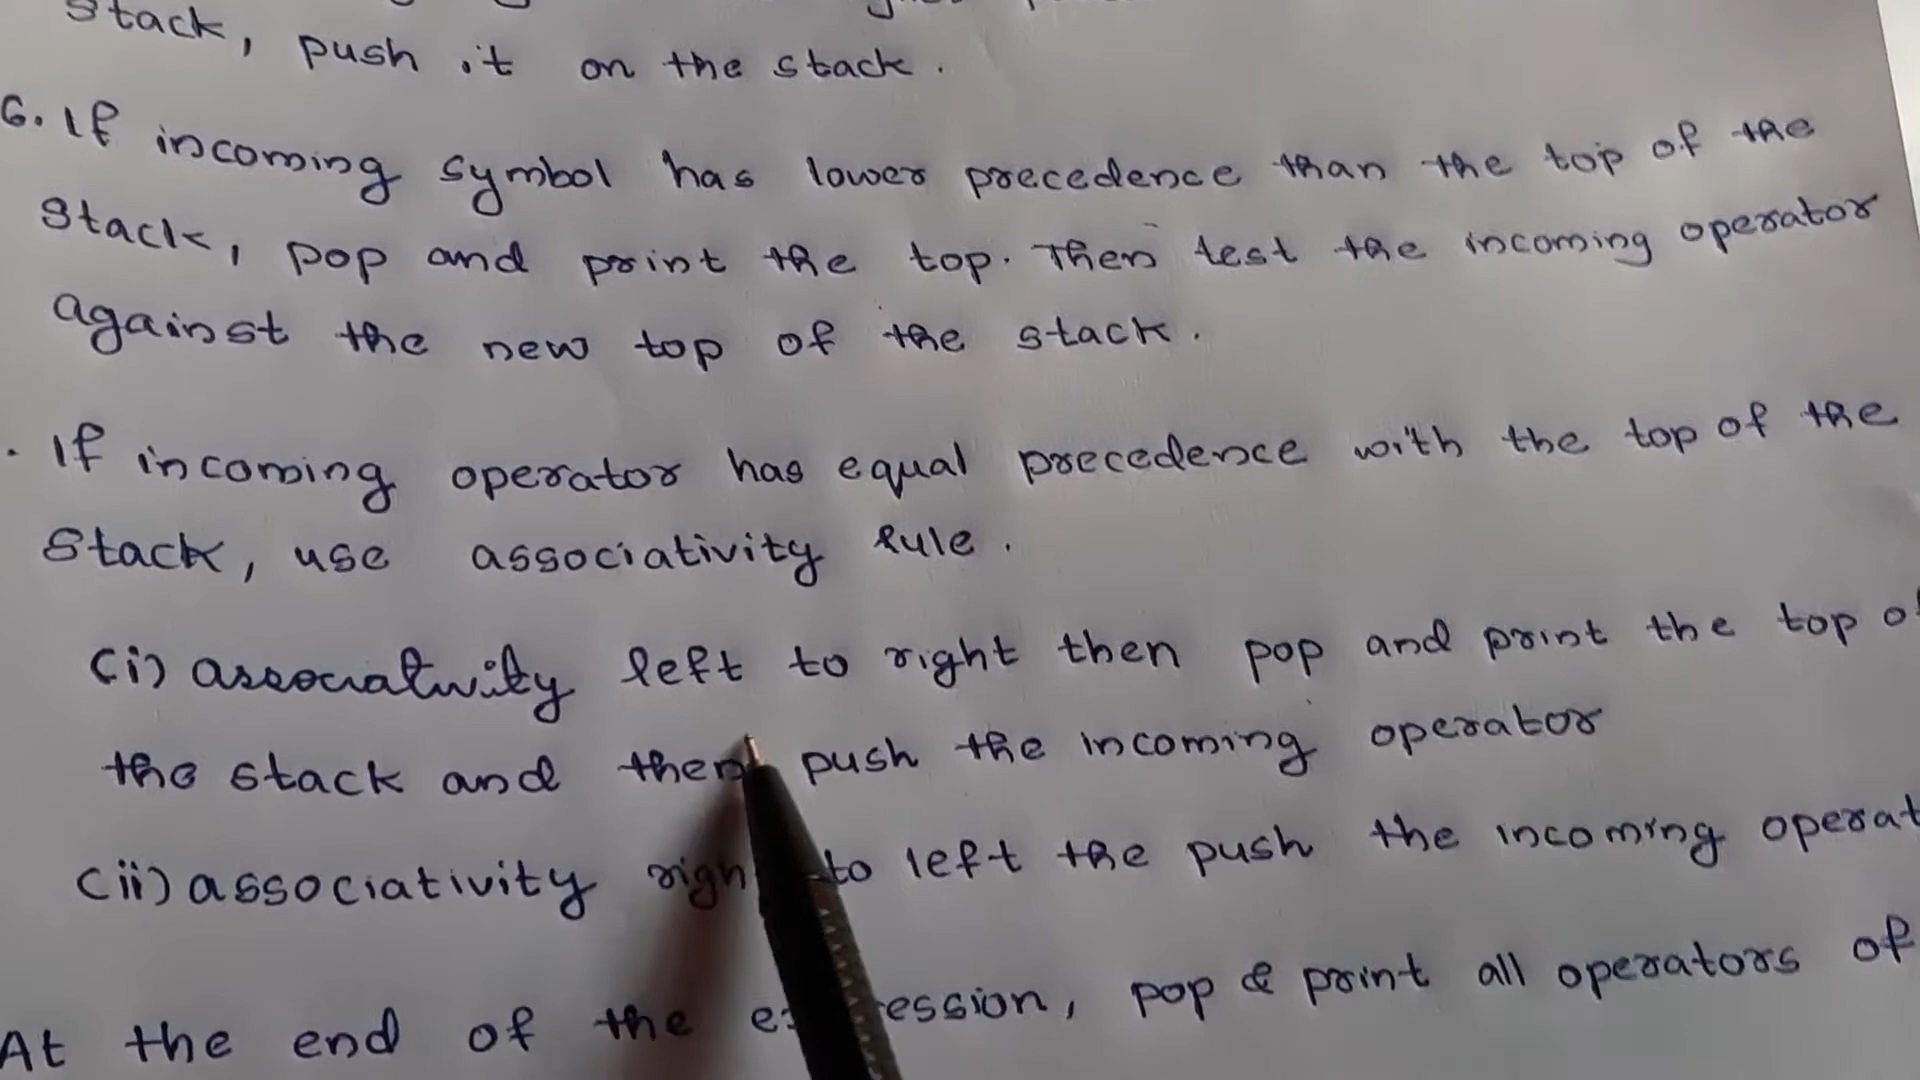 stack, push it on the stack.
6. If incoming symbol has lower precedence than the top of the
stack, pop and print the top. Then test the incoming operator
against the new top of the stack.
. If incoming operator has equal precedence with the top of the
stack, use associativity Rule.
(i) associativity left to right then pop and print the top of
the stack and then push the incoming operator
(ii) associativity right to left the push the incoming operat
At the end of the ession, pop & print all operators of